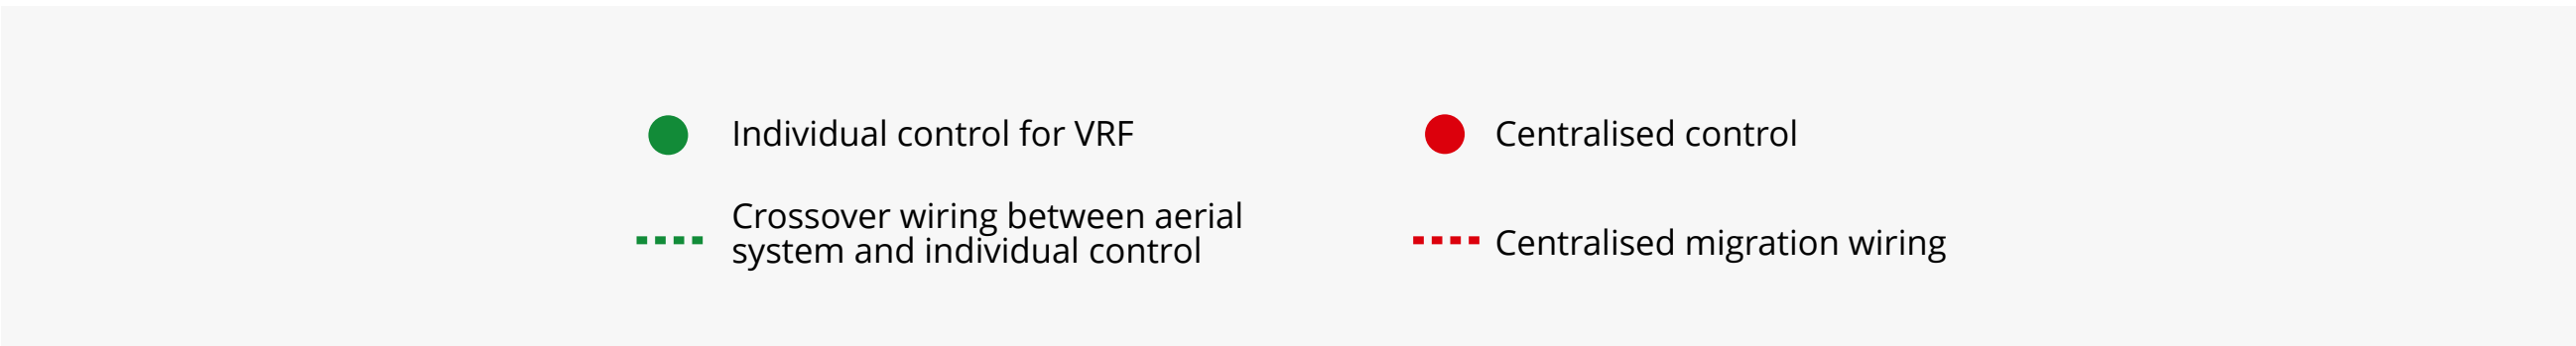 Individual control for VRF
Centralised control
Crossover wiring between aerial
system and individual control
Centralised migration wiring